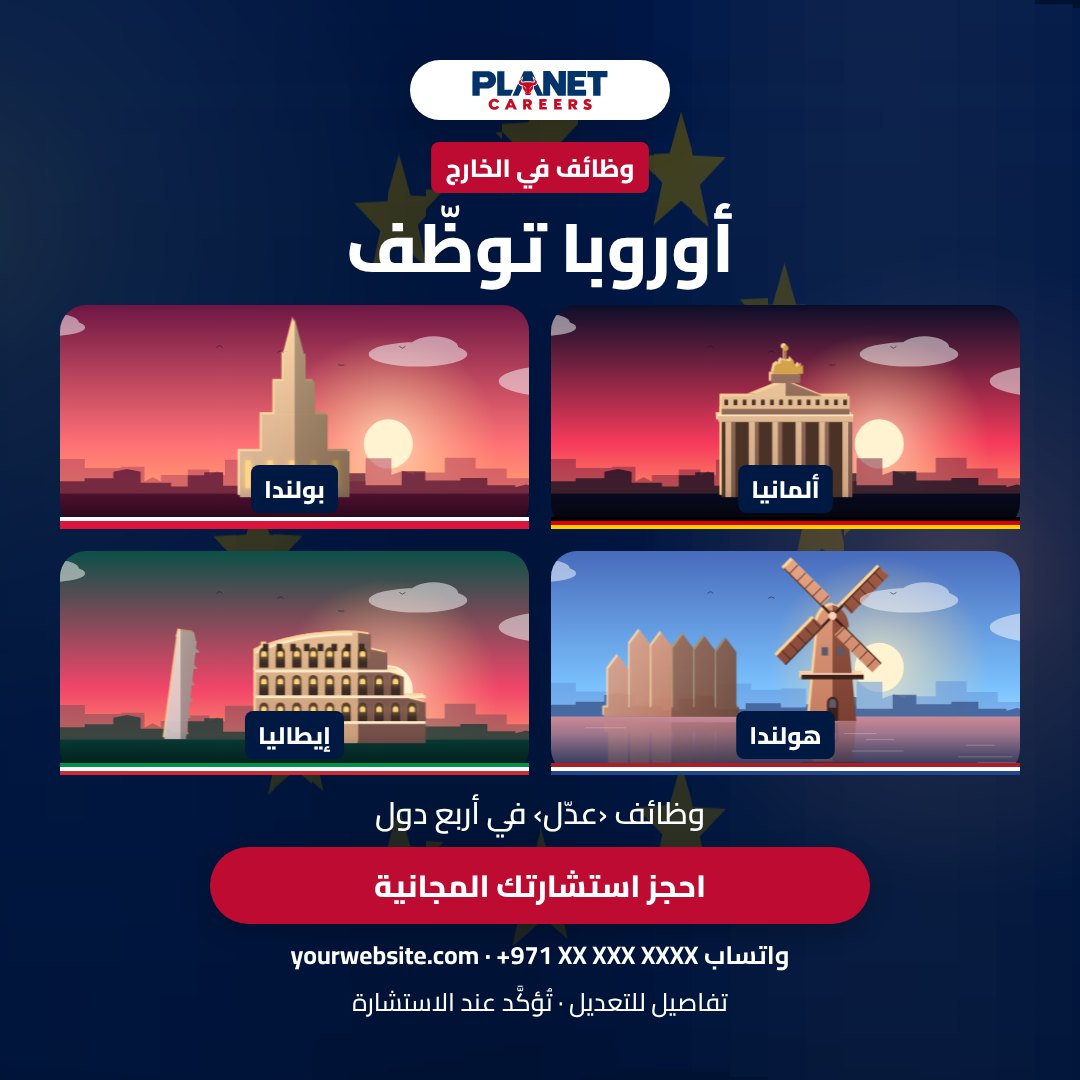 PLANET
CAREERS
وظائف في الخارج
أوروبا توظّف
بولندا
ألمانيا
إيطاليا
هولندا
وظائف ‹عدّل› في أربع دول
احجز استشارتك المجانية
واتساب +971 XX XXX XXXX · yourwebsite.com
تفاصيل للتعديل · تُؤكَّد عند الاستشارة